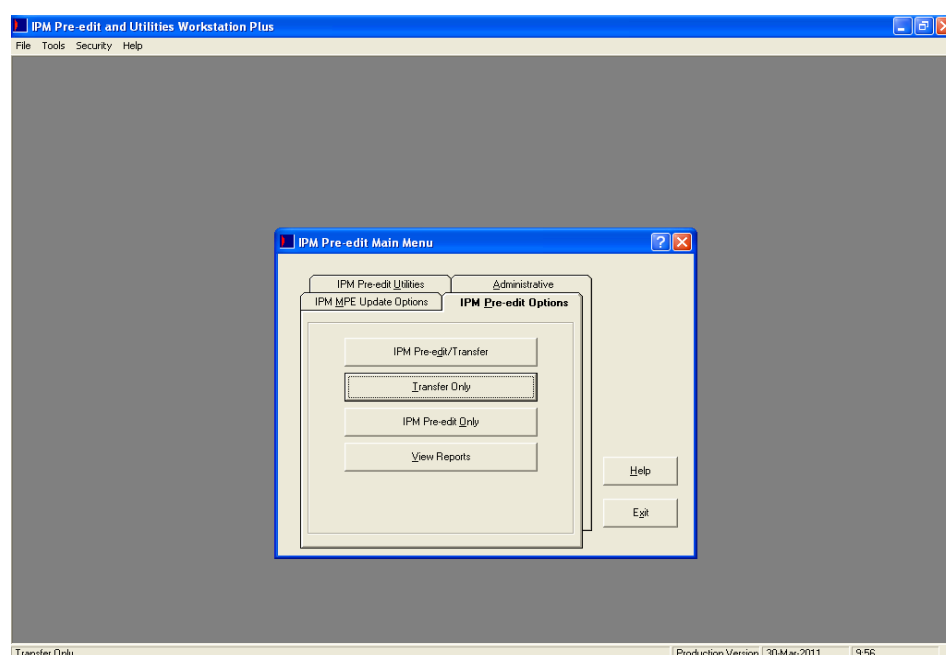 IPM Pre-edit and Utilities Workstation Plus
File Tools Security Help
IPM Pre-edit Main Menu
IPM Pre-edit Utilities Administrative
IPM MPE Update Options IPM Pre-edit Options
IPM Pre-edit/Transfer
Transfer Only
IPM Pre-edit Only
View Reports
Help
Exit
Transfer Only Production Version 30-Mar-2011 9:56